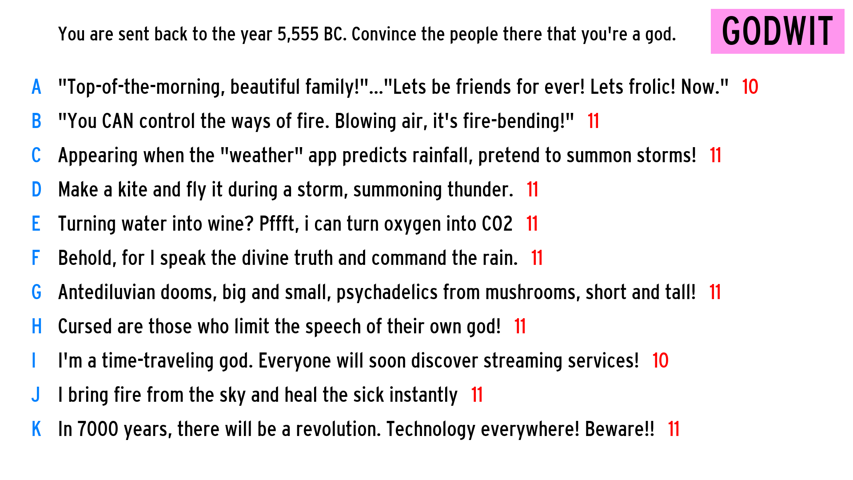 You are sent back to the year 5,555 BC. Convince the people there that you're a god.
GODWIT
A "Top-of-the-morning, beautiful family!"..."Lets be friends for ever! Lets frolic! Now." 10
B "You CAN control the ways of fire. Blowing air, it's fire-bending!" 11
C Appearing when the "weather" app predicts rainfall, pretend to summon storms! 11
D Make a kite and fly it during a storm, summoning thunder. 11
E Turning water into wine? Pffft, i can turn oxygen into CO2 11
F Behold, for I speak the divine truth and command the rain. 11
G Antediluvian dooms, big and small, psychadelics from mushrooms, short and tall! 11
H Cursed are those who limit the speech of their own god! 11
I I'm a time-traveling god. Everyone will soon discover streaming services! 10
J I bring fire from the sky and heal the sick instantly 11
K In 7000 years, there will be a revolution. Technology everywhere! Beware!! 11